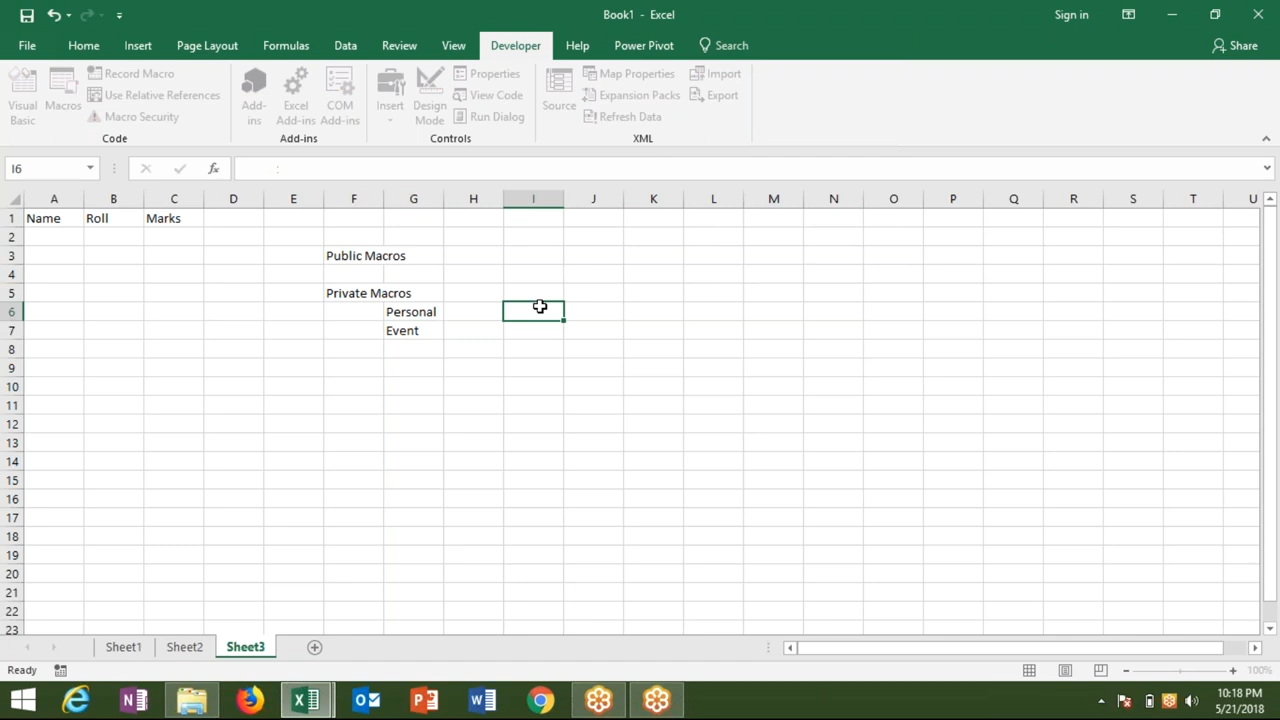 Book1 - Excel
Sign in
File Home Insert Page Layout Formulas Data Review View Developer Help Power Pivot Search Share
Visual Basic
Macros
Record Macro
Use Relative References
Macro Security
Code
Add-ins
Excel Add-ins
COM Add-ins
Add-ins
Insert
Design Mode
Properties
View Code
Run Dialog
Controls
Source
Map Properties
Expansion Packs
Refresh Data
Import
Export
XML
I6
fx
:
A B C D E F G H I J K L M N O P Q R S T U
1 Name Roll Marks
2
3 Public Macros
4
5 Private Macros
6 Personal
7 Event
8
9
10
11
12
13
14
15
16
17
18
19
20
21
22
23
Sheet1 Sheet2 Sheet3
Ready
100%
10:18 PM
5/21/2018